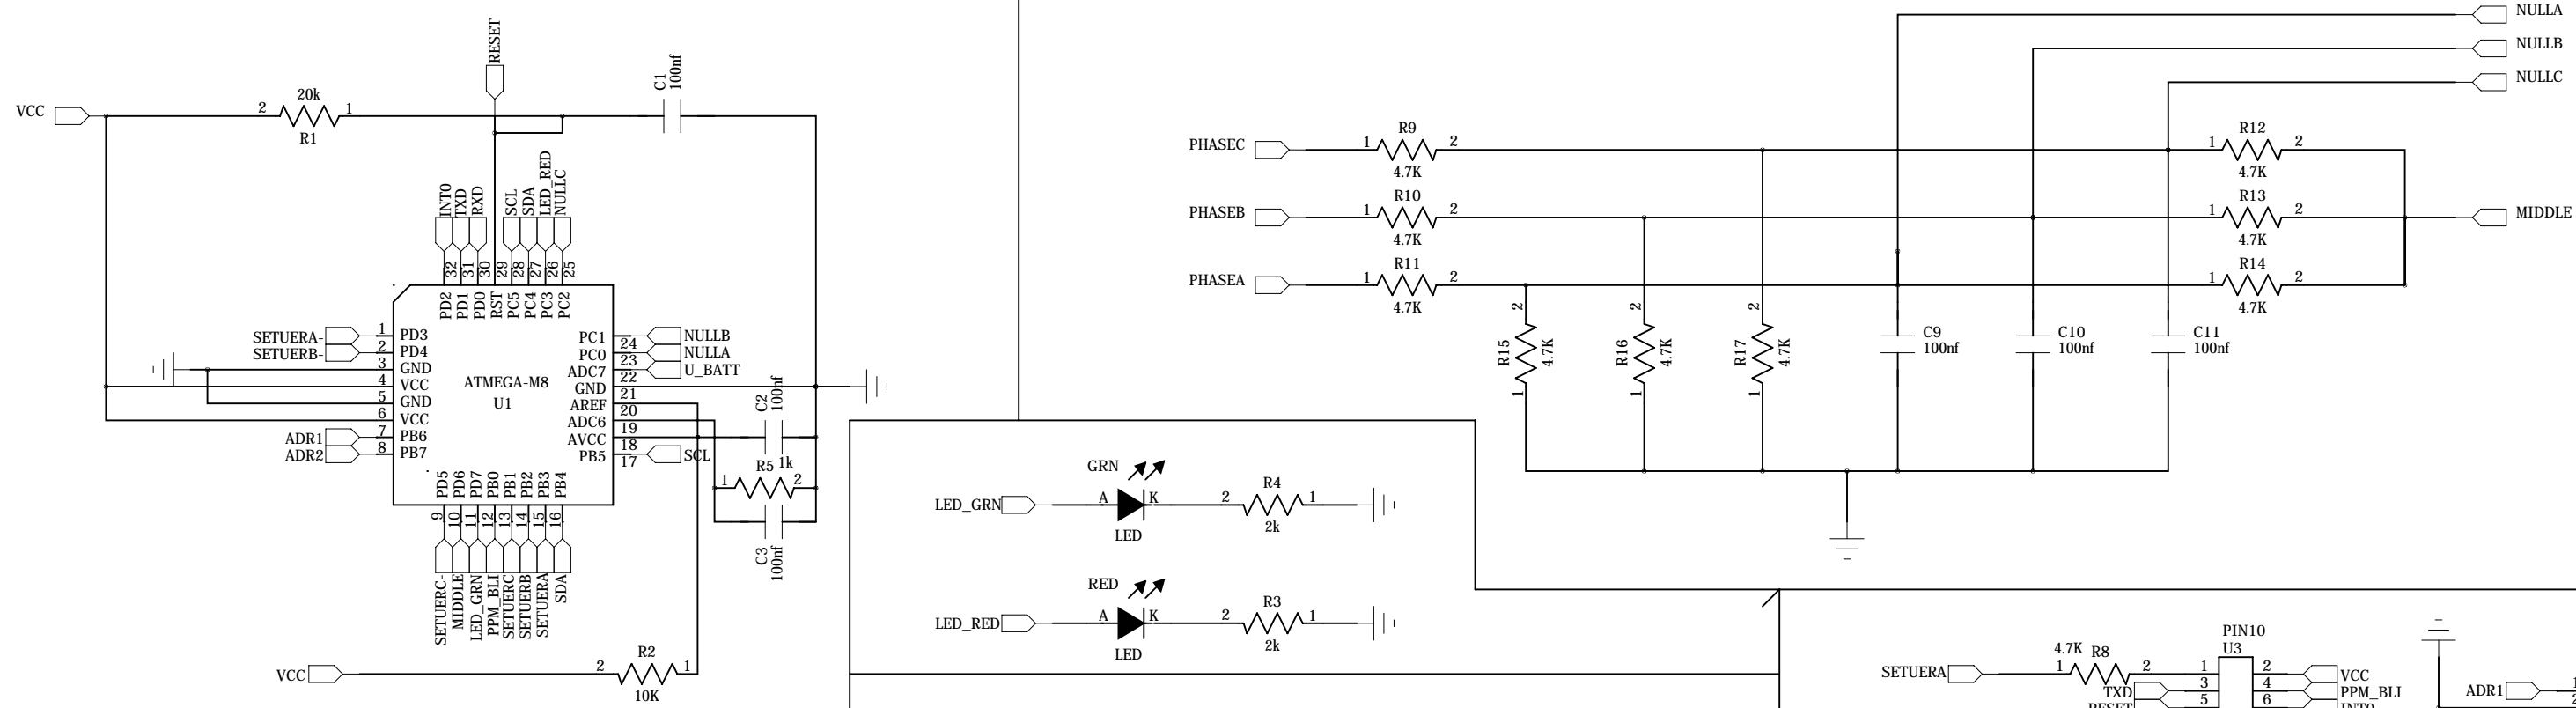 RESET
VCC
2
20k
1
R1
C1
100nf
INT0
TXD
RXD
SCL
SDA
LED_RED
NULLC
32
31
30
29
28
27
26
25
PD2
PD1
PD0
RST
PC5
PC4
PC3
PC2
SETUERA-
1
PD3
SETUERB-
2
PD4
3
GND
4
VCC
5
GND
6
VCC
ADR1
7
PB6
ADR2
8
PB7
ATMEGA-M8
U1
PC1
24
NULLB
PC0
23
NULLA
ADC7
22
U_BATT
GND
21
AREF
20
ADC6
19
AVCC
18
PB5
17
SCL
C2
100nf
R5
1k
1
2
C3
100nf
PD5
PD6
PD7
PB0
PB1
PB2
PB3
PB4
9
10
11
12
13
14
15
16
SETUERC-
MIDDLE
LED_GRN
PPM_BLI
SETUERC
SETUERB
SETUERA
SDA
VCC
2
R2
1
10K
NULLA
NULLB
NULLC
PHASEC
1
R9
2
4.7K
1
R12
2
4.7K
PHASEB
1
R10
2
4.7K
1
R13
2
4.7K
MIDDLE
PHASEA
1
R11
2
4.7K
1
R14
2
4.7K
2
R15
4.7K
1
2
R16
4.7K
1
2
R17
4.7K
1
C9
100nf
C10
100nf
C11
100nf
GRN
LED_GRN
A
K
LED
2
R4
1
2k
RED
LED_RED
A
K
LED
2
R3
1
2k
PIN10
U3
SETUERA
4.7K
R8
1
2
1
2
VCC
TXD
3
4
PPM_BLI
RESET
5
6
INT0
ADR1
1
2